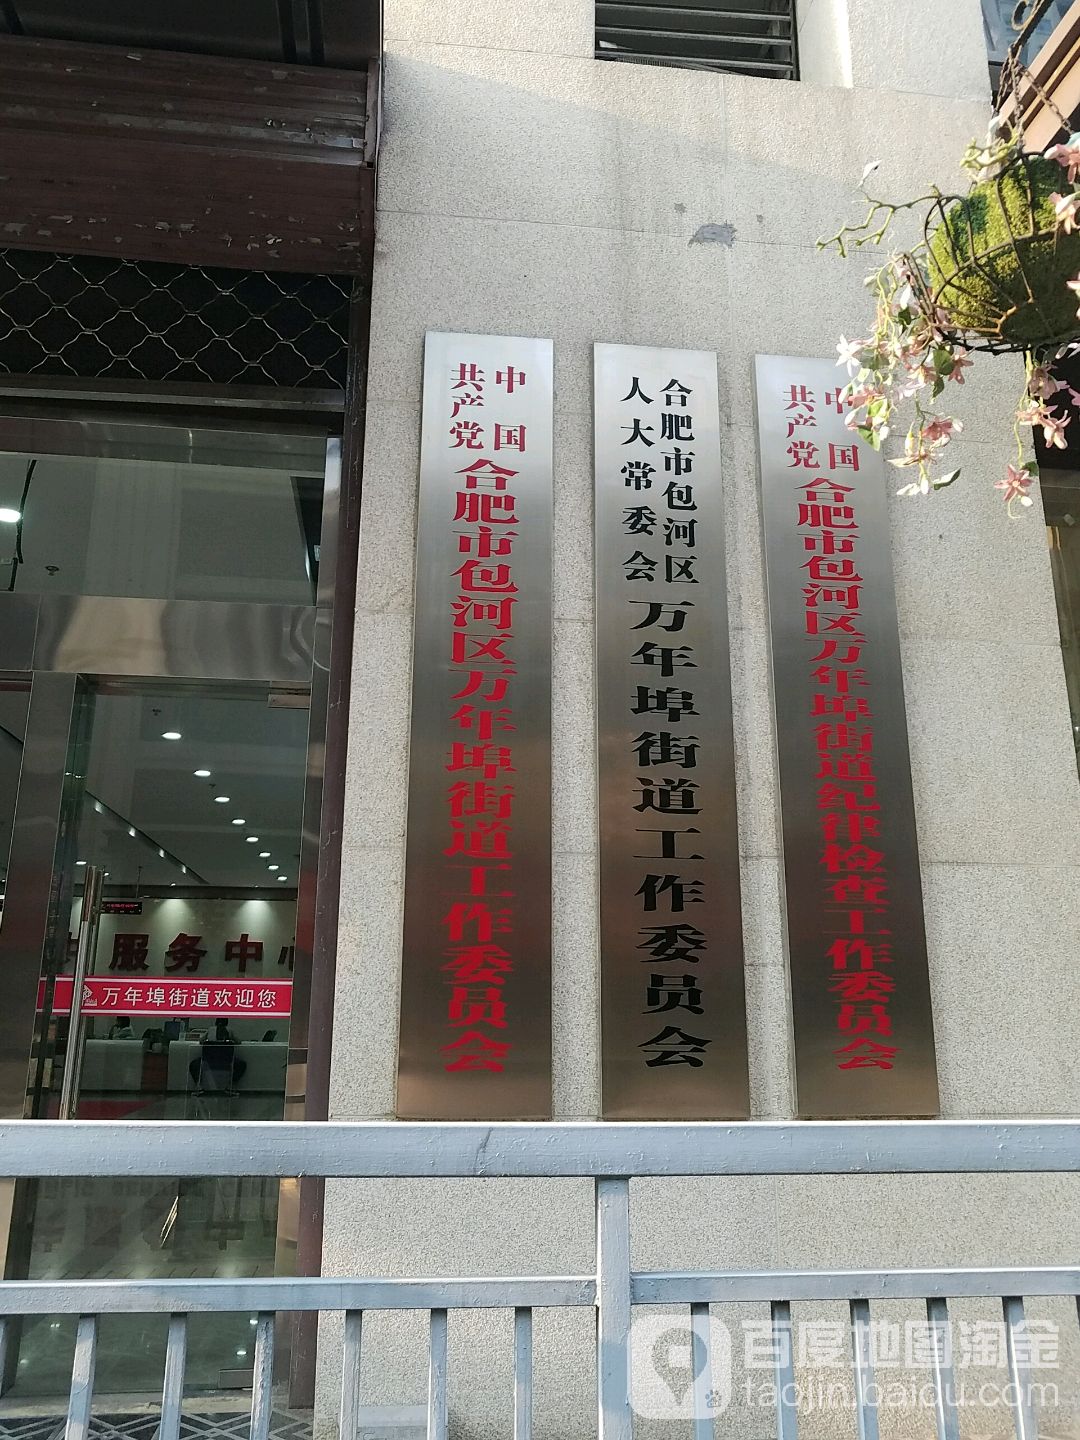 中国
共产党
合肥市包河区万年埠街道工作委员会
合肥市包河区
人大常委会
万年埠街道工作委员会
中国
共产党
合肥市包河区万年埠街道纪律检查工作委员会
服务中心
万年埠街道欢迎您
百度地图淘金
taojin.baidu.com